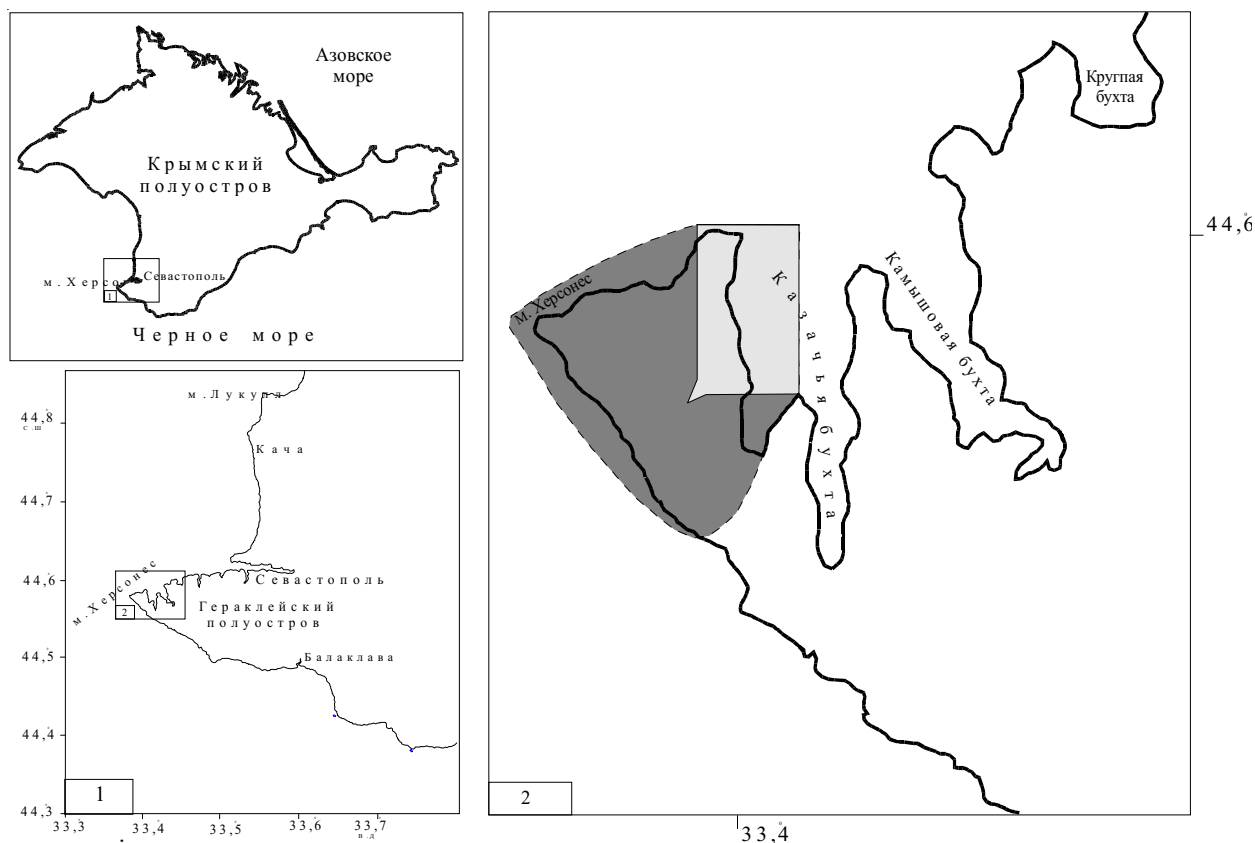 Азовское
море
Крымский
полуостров
Севастополь
м.Херсо
1
Черное море
м.Лукулл
44,8°
с.ш
Кача
44,7°
44,6°
м.Херсонес
Севастополь
2
Гераклейский
полуостров
44,5°
Балаклава
44,4°
1
44,3°
33,3° 33,4° 33,5° 33,6° 33,7°
в.д
Кругпая
бухта
44,6°
м.Херсонес
Казачья бухта
Камышовая бухта
2
33,4°